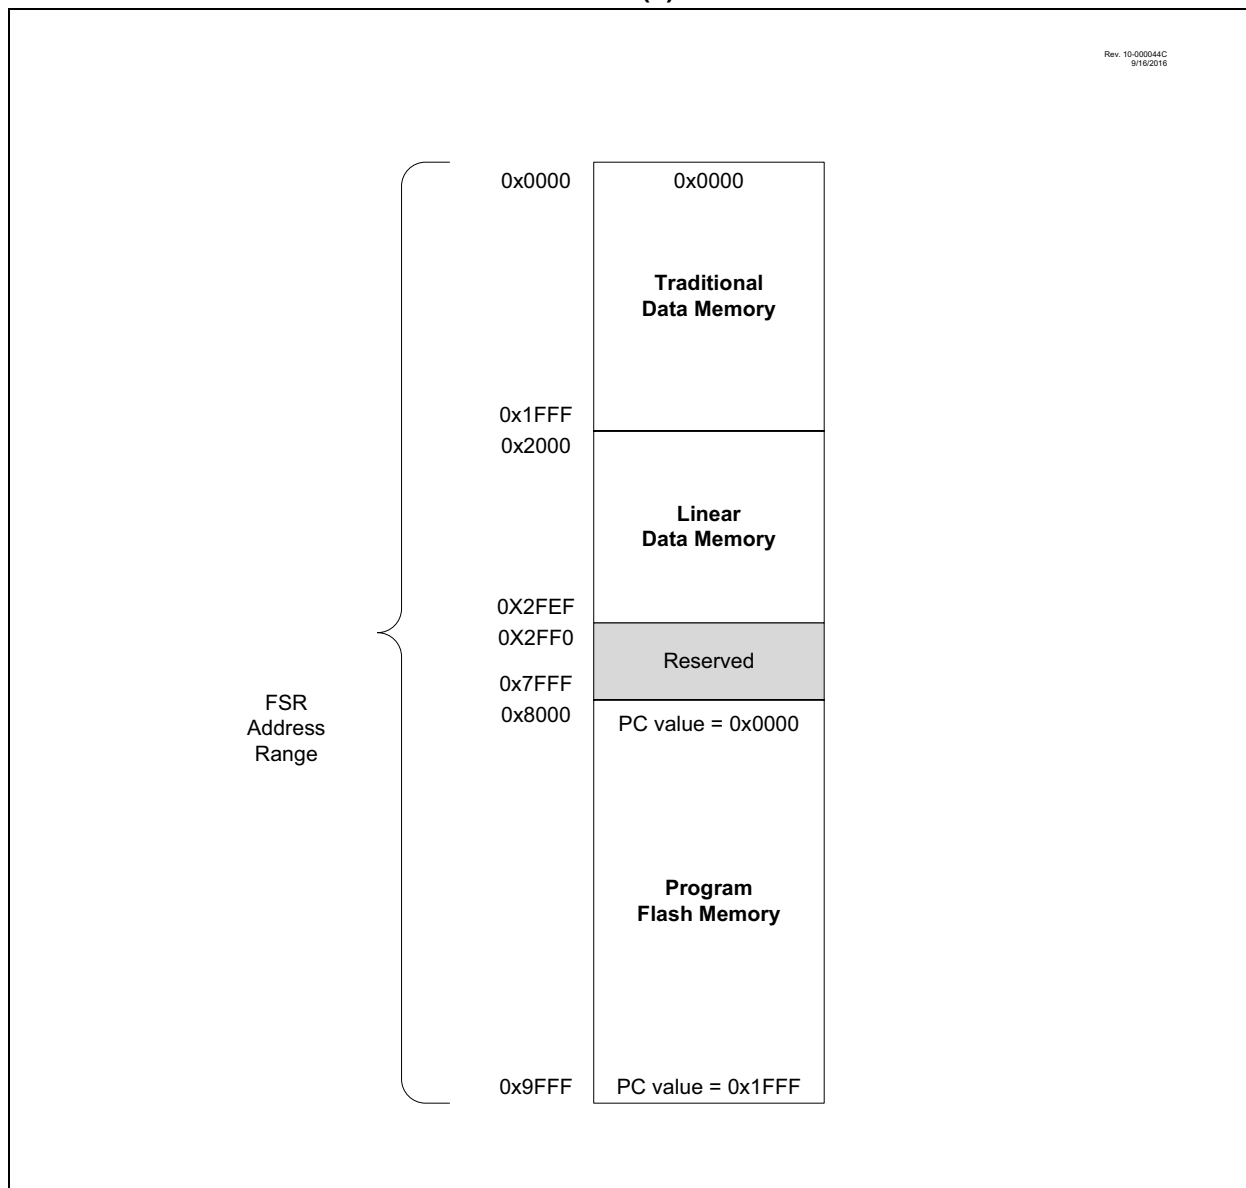 Rev. 10-000044C
9/16/2016
0x0000
0x0000
Traditional
Data Memory
0x1FFF
0x2000
Linear
Data Memory
0X2FEF
0X2FF0
Reserved
0x7FFF
0x8000
PC value = 0x0000
FSR
Address
Range
Program
Flash Memory
0x9FFF
PC value = 0x1FFF